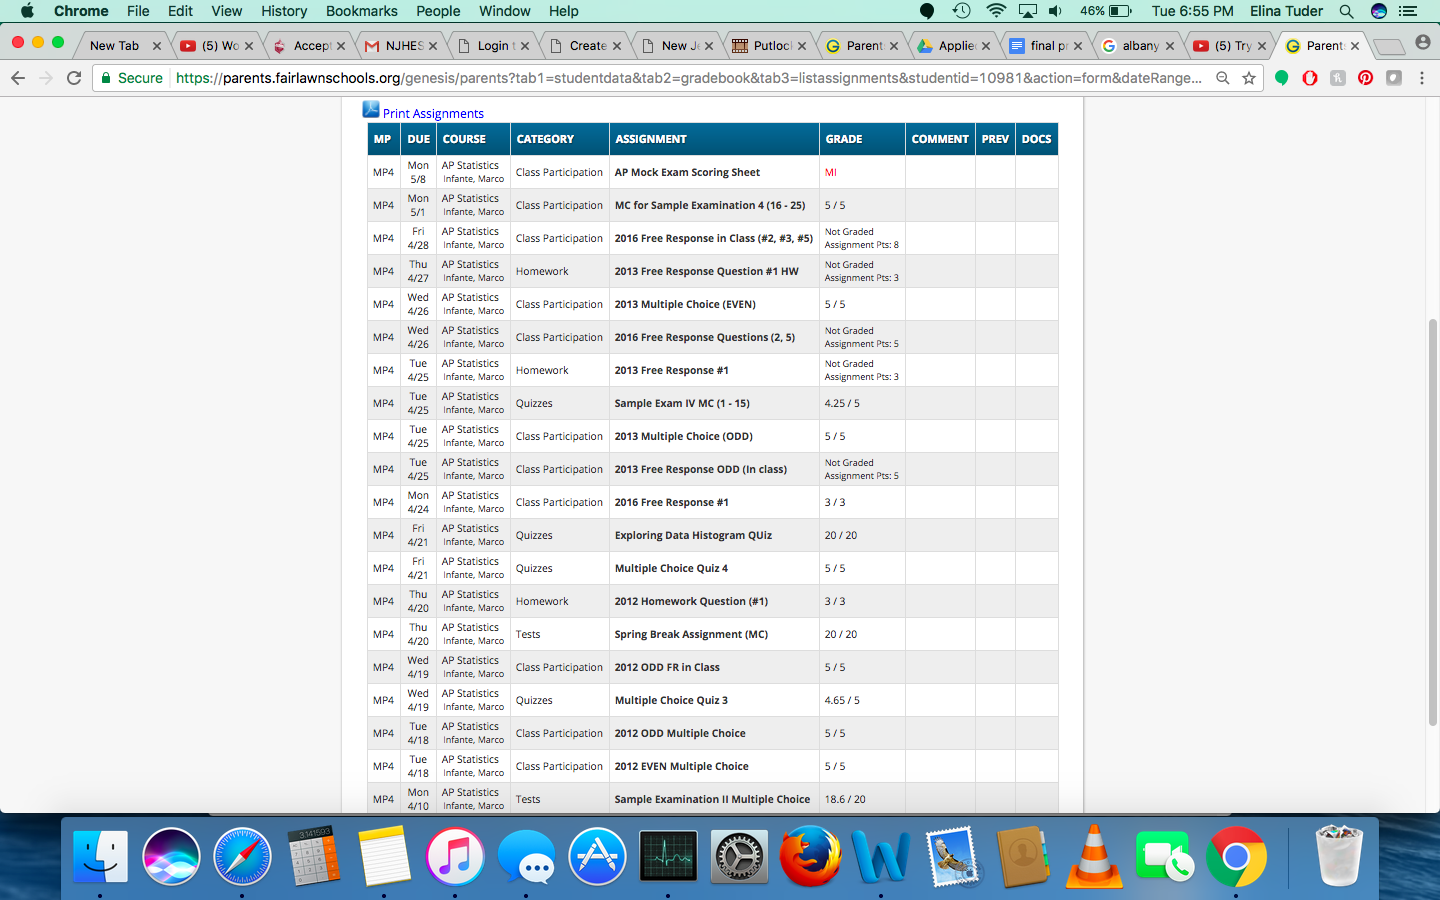 Chrome File Edit View History Bookmarks People Window Help 46% Tue 6:55 PM Elina Tuder
New Tab (5) Wo Accept NJHES Login t Create New Je Putlock Parent Applied final pr albany (5) Try Parent
Secure https://parents.fairlawnschools.org/genesis/parents?tab1=studentdata&tab2=gradebook&tab3=listassignments&studentid=10981&action=form&dateRange...
Print Assignments
MP DUE COURSE CATEGORY ASSIGNMENT GRADE COMMENT PREV DOCS
MP4 Mon 5/8 AP Statistics Infante, Marco Class Participation AP Mock Exam Scoring Sheet MI
MP4 Mon 5/1 AP Statistics Infante, Marco Class Participation MC for Sample Examination 4 (16 - 25) 5 / 5
MP4 Fri 4/28 AP Statistics Infante, Marco Class Participation 2016 Free Response in Class (#2, #3, #5) Not Graded Assignment Pts: 8
MP4 Thu 4/27 AP Statistics Infante, Marco Homework 2013 Free Response Question #1 HW Not Graded Assignment Pts: 3
MP4 Wed 4/26 AP Statistics Infante, Marco Class Participation 2013 Multiple Choice (EVEN) 5 / 5
MP4 Wed 4/26 AP Statistics Infante, Marco Class Participation 2016 Free Response Questions (2, 5) Not Graded Assignment Pts: 5
MP4 Tue 4/25 AP Statistics Infante, Marco Homework 2013 Free Response #1 Not Graded Assignment Pts: 3
MP4 Tue 4/25 AP Statistics Infante, Marco Quizzes Sample Exam IV MC (1 - 15) 4.25 / 5
MP4 Tue 4/25 AP Statistics Infante, Marco Class Participation 2013 Multiple Choice (ODD) 5 / 5
MP4 Tue 4/25 AP Statistics Infante, Marco Class Participation 2013 Free Response ODD (In class) Not Graded Assignment Pts: 5
MP4 Mon 4/24 AP Statistics Infante, Marco Class Participation 2016 Free Response #1 3 / 3
MP4 Fri 4/21 AP Statistics Infante, Marco Quizzes Exploring Data Histogram QUiz 20 / 20
MP4 Fri 4/21 AP Statistics Infante, Marco Quizzes Multiple Choice Quiz 4 5 / 5
MP4 Thu 4/20 AP Statistics Infante, Marco Homework 2012 Homework Question (#1) 3 / 3
MP4 Thu 4/20 AP Statistics Infante, Marco Tests Spring Break Assignment (MC) 20 / 20
MP4 Wed 4/19 AP Statistics Infante, Marco Class Participation 2012 ODD FR in Class 5 / 5
MP4 Wed 4/19 AP Statistics Infante, Marco Quizzes Multiple Choice Quiz 3 4.65 / 5
MP4 Tue 4/18 AP Statistics Infante, Marco Class Participation 2012 ODD Multiple Choice 5 / 5
MP4 Tue 4/18 AP Statistics Infante, Marco Class Participation 2012 EVEN Multiple Choice 5 / 5
MP4 Mon 4/10 AP Statistics Infante, Marco Tests Sample Examination II Multiple Choice 18.6 / 20
3.141593